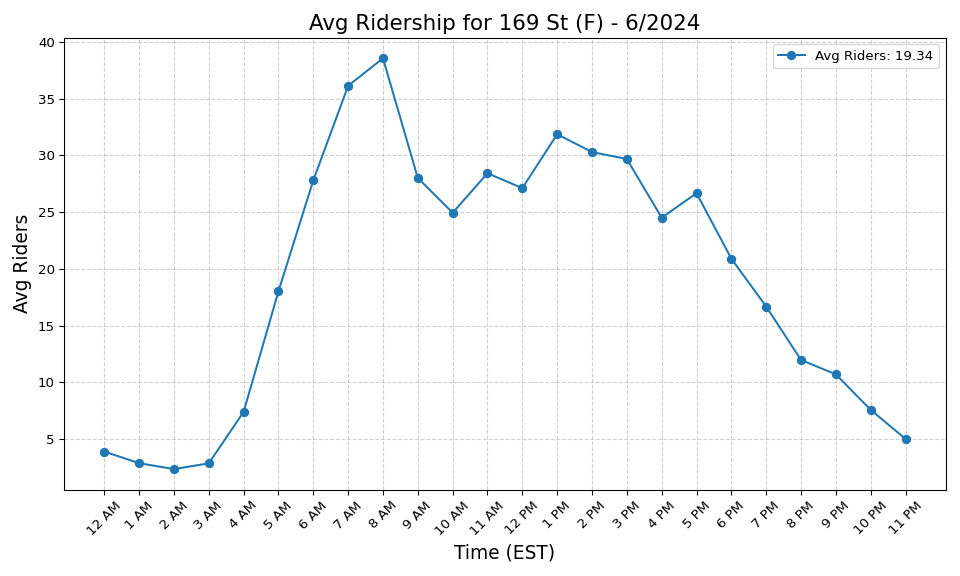 Avg Ridership for 169 St (F) - 6/2024
Avg Riders: 19.34
Avg Riders
40
35
30
25
20
15
10
5
12 AM
1 AM
2 AM
3 AM
4 AM
5 AM
6 AM
7 AM
8 AM
9 AM
10 AM
11 AM
12 PM
1 PM
2 PM
3 PM
4 PM
5 PM
6 PM
7 PM
8 PM
9 PM
10 PM
11 PM
Time (EST)